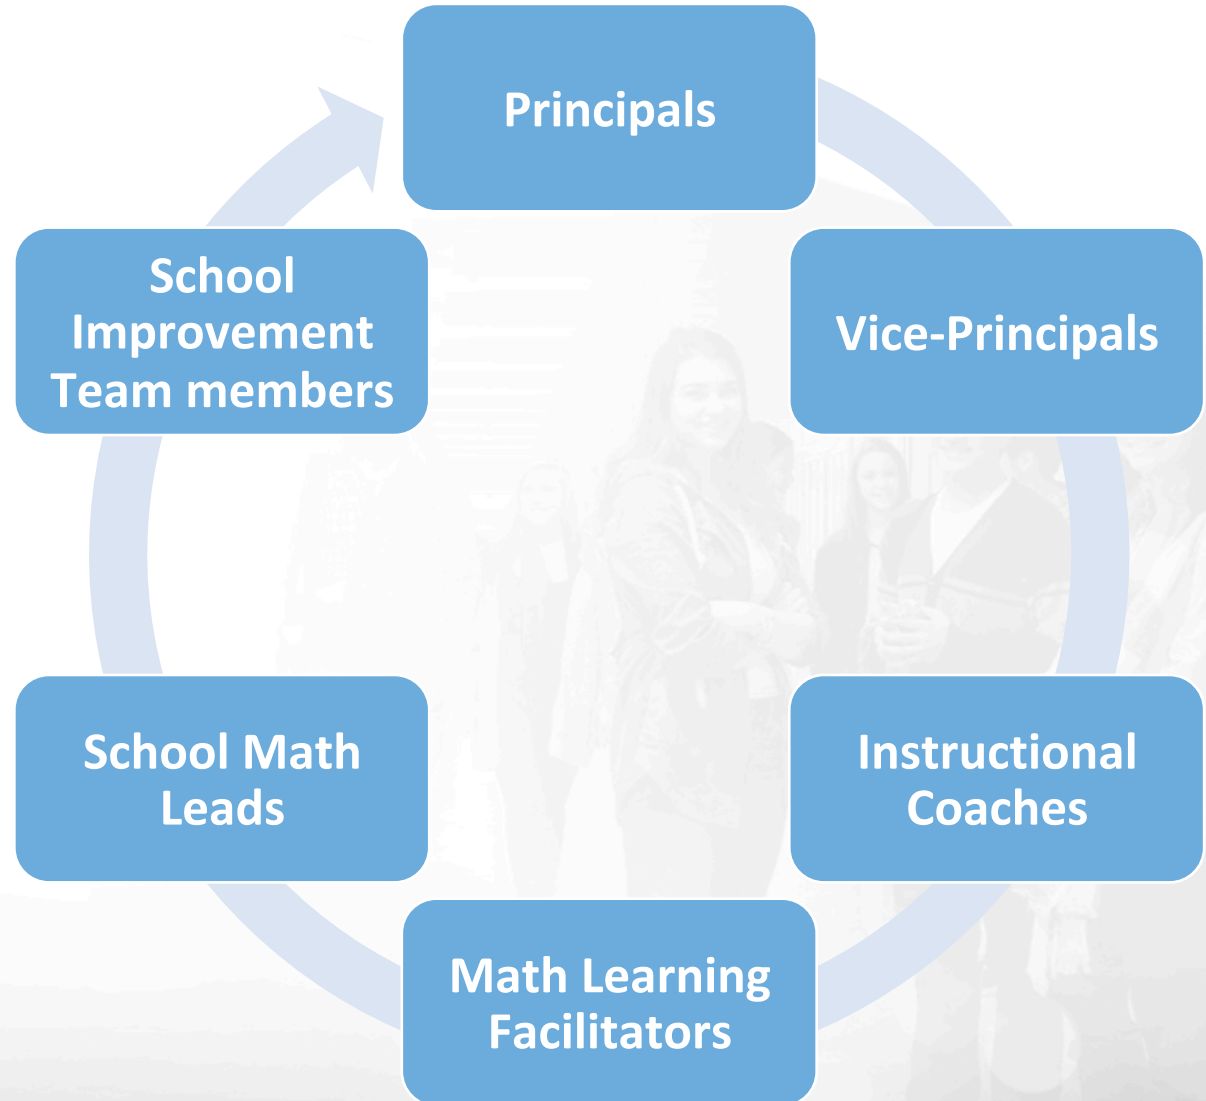 Principals
Vice-Principals
Instructional
Coaches
Math Learning
Facilitators
School Math
Leads
School
Improvement
Team members